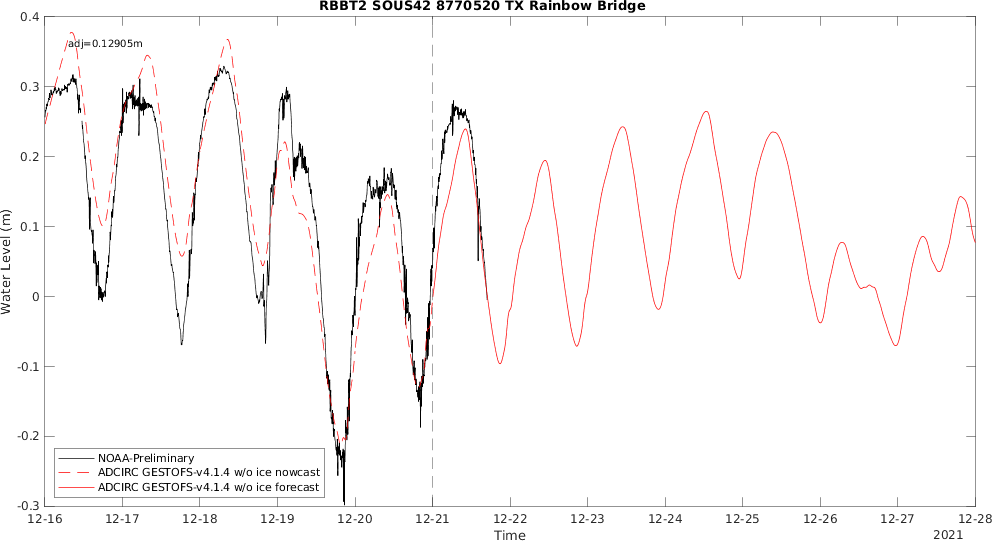 RBBT2 SOUS42 8770520 TX Rainbow Bridge
adj=0.12905m
0.4
0.3
0.2
0.1
0
-0.1
-0.2
-0.3
Water Level (m)
NOAA-Preliminary
ADCIRC GESTOFS-v4.1.4 w/o ice nowcast
ADCIRC GESTOFS-v4.1.4 w/o ice forecast
12-16 12-17 12-18 12-19 12-20 12-21 12-22 12-23 12-24 12-25 12-26 12-27 12-28
Time
2021